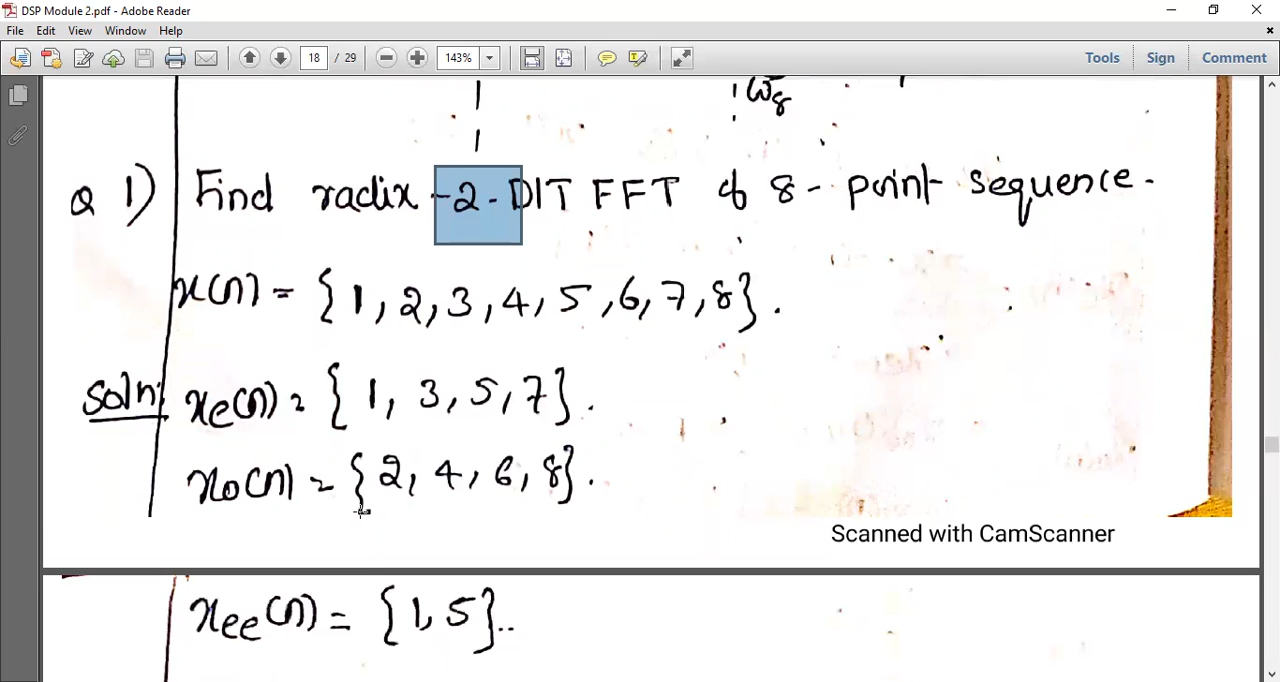 DSP Module 2.pdf - Adobe Reader
File Edit View Window Help
18 / 29 143% Tools Sign Comment
ω8
Q 1) Find radix-2-DIT FFT of 8-point sequence.
x(n) = {1, 2, 3, 4, 5, 6, 7, 8}.
Soln: xe(n) = {1, 3, 5, 7}.
xo(n) = {2, 4, 6, 8}.
Scanned with CamScanner
xee(n) = {1, 5}..